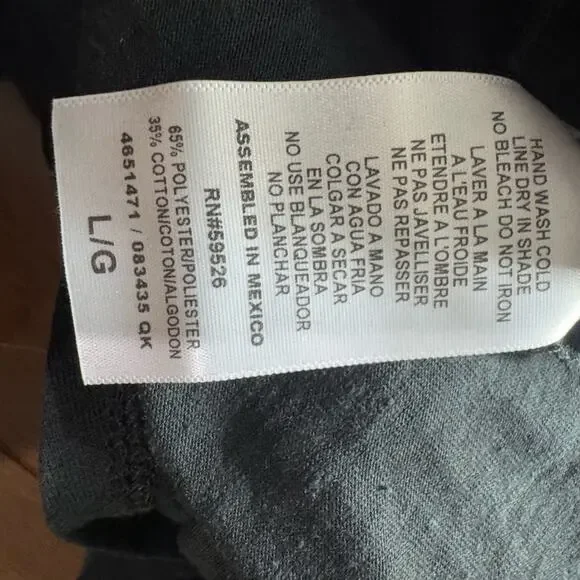 L/G
4651471 / 083435 QK
35% COTTON/COTON/ALGODON
65% POLYESTER/POLIESTER
RN#59526
ASSEMBLED IN MEXICO
NO PLANCHAR
NO USE BLANQUEADOR
EN LA SOMBRA
COLGAR A SECAR
CON AGUA FRIA
LAVADO A MANO
NE PAS REPASSER
NE PAS JAVELLISER
ETENDRE A L'OMBRE
A L'EAU FROIDE
LAVER A LA MAIN
NO BLEACH DO NOT IRON
LINE DRY IN SHADE
HAND WASH COLD